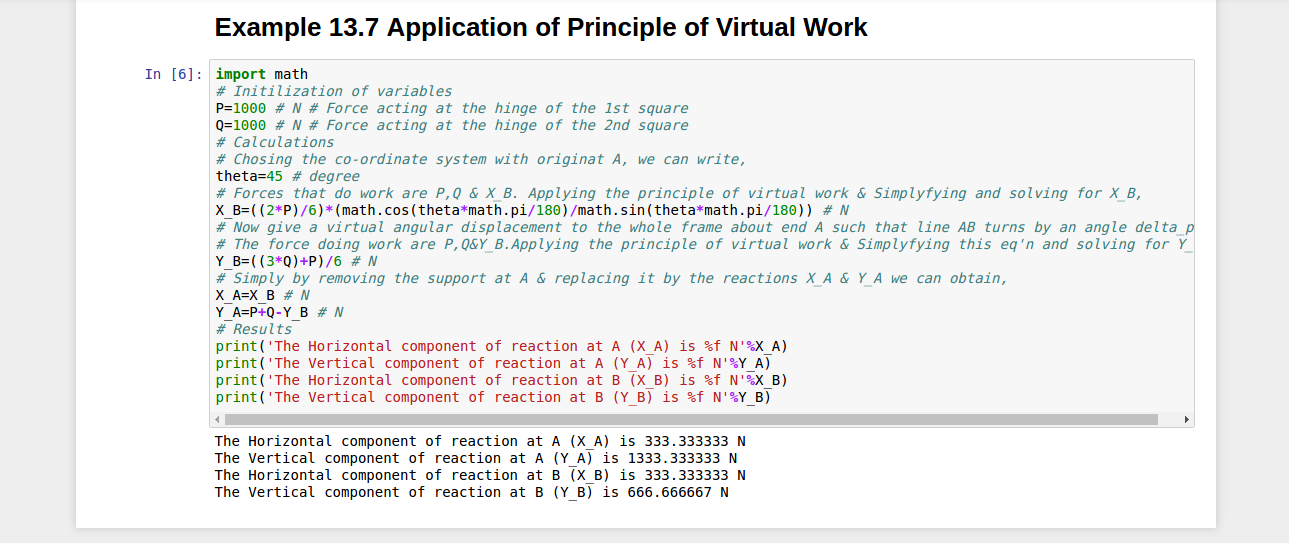 Example 13.7 Application of Principle of Virtual Work
In [6]:
import math
# Initilization of variables
P=1000 # N # Force acting at the hinge of the 1st square
Q=1000 # N # Force acting at the hinge of the 2nd square
# Calculations
# Chosing the co-ordinate system with originat A, we can write,
theta=45 # degree
# Forces that do work are P,Q & X_B. Applying the principle of virtual work & Simplyfying and solving for X_B,
X_B=((2*P)/6)*(math.cos(theta*math.pi/180)/math.sin(theta*math.pi/180)) # N
# Now give a virtual angular displacement to the whole frame about end A such that line AB turns by an angle delta_p
# The force doing work are P,Q&Y_B.Applying the principle of virtual work & Simplyfying this eq'n and solving for Y_
Y_B=((3*Q)+P)/6 # N
# Simply by removing the support at A & replacing it by the reactions X_A & Y_A we can obtain,
X_A=X_B # N
Y_A=P+Q-Y_B # N
# Results
print('The Horizontal component of reaction at A (X_A) is %f N'%X_A)
print('The Vertical component of reaction at A (Y_A) is %f N'%Y_A)
print('The Horizontal component of reaction at B (X_B) is %f N'%X_B)
print('The Vertical component of reaction at B (Y_B) is %f N'%Y_B)
The Horizontal component of reaction at A (X_A) is 333.333333 N
The Vertical component of reaction at A (Y_A) is 1333.333333 N
The Horizontal component of reaction at B (X_B) is 333.333333 N
The Vertical component of reaction at B (Y_B) is 666.666667 N